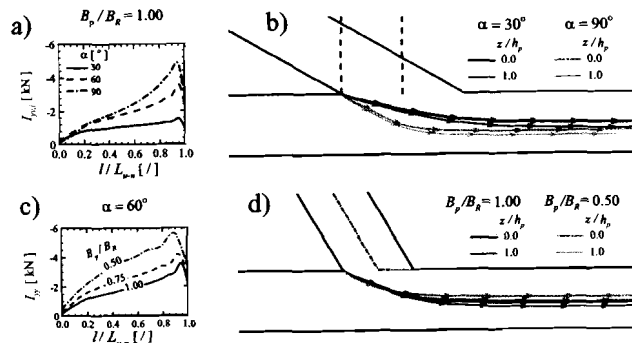 a)
B_p/B_R = 1.00
-6
-4
-2
0
α [°]
30
60
90
[kN]
0.0 0.2 0.4 0.6 0.8 1.0
[/]
b)
α = 30° α = 90°
z/h_p z/h_p
0.0 0.0
1.0 1.0
c)
α = 60°
-6
-4
-2
0
B_p/B_R
0.50
0.75
1.00
[kN]
0.0 0.2 0.4 0.6 0.8 1.0
[/]
d)
B_p/B_R = 1.00 B_p/B_R = 0.50
z/h_p z/h_p
0.0 0.0
1.0 1.0